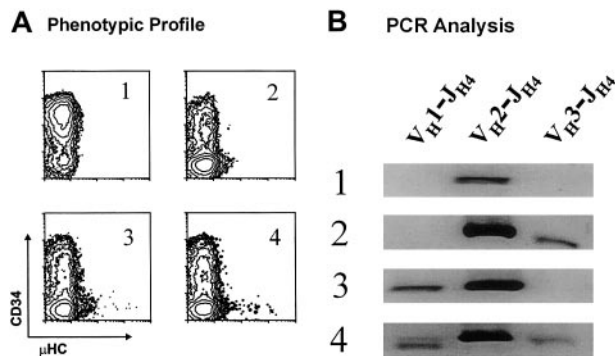 A Phenotypic Profile
1
2
3
4
CD34
μHC
B PCR Analysis
VH1-JH4
VH2-JH4
VH3-JH4
1
2
3
4